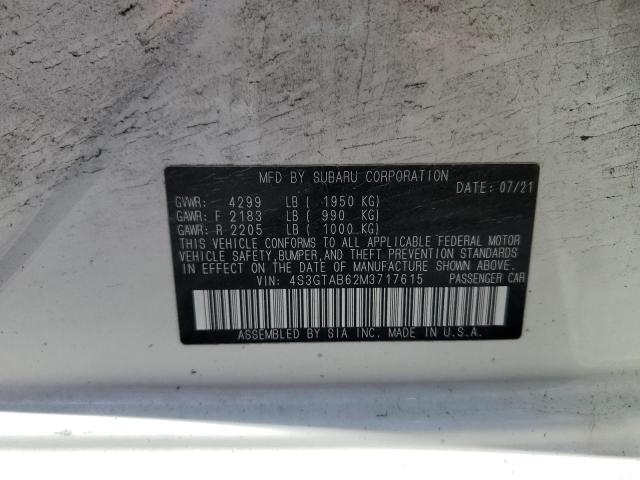 MFD BY SUBARU CORPORATION
DATE: 07/21
GVWR: 4299 LB ( 1950 KG)
GAWR: F 2183 LB ( 990 KG)
GAWR: R 2205 LB ( 1000 KG)
THIS VEHICLE CONFORMS TO ALL APPLICABLE FEDERAL MOTOR
VEHICLE SAFETY, BUMPER, AND THEFT PREVENTION STANDARDS
IN EFFECT ON THE DATE OF MANUFACTURE SHOWN ABOVE.
VIN: 4S3GTAB62M3717615 PASSENGER CAR
ASSEMBLED BY SIA INC. MADE IN U.S.A.